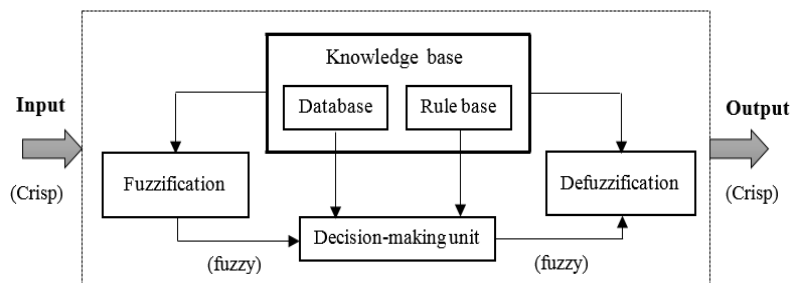 Knowledge base
Input
Database
Rule base
Output
Fuzzification
Defuzzification
(Crisp)
(Crisp)
Decision-making unit
(fuzzy)
(fuzzy)